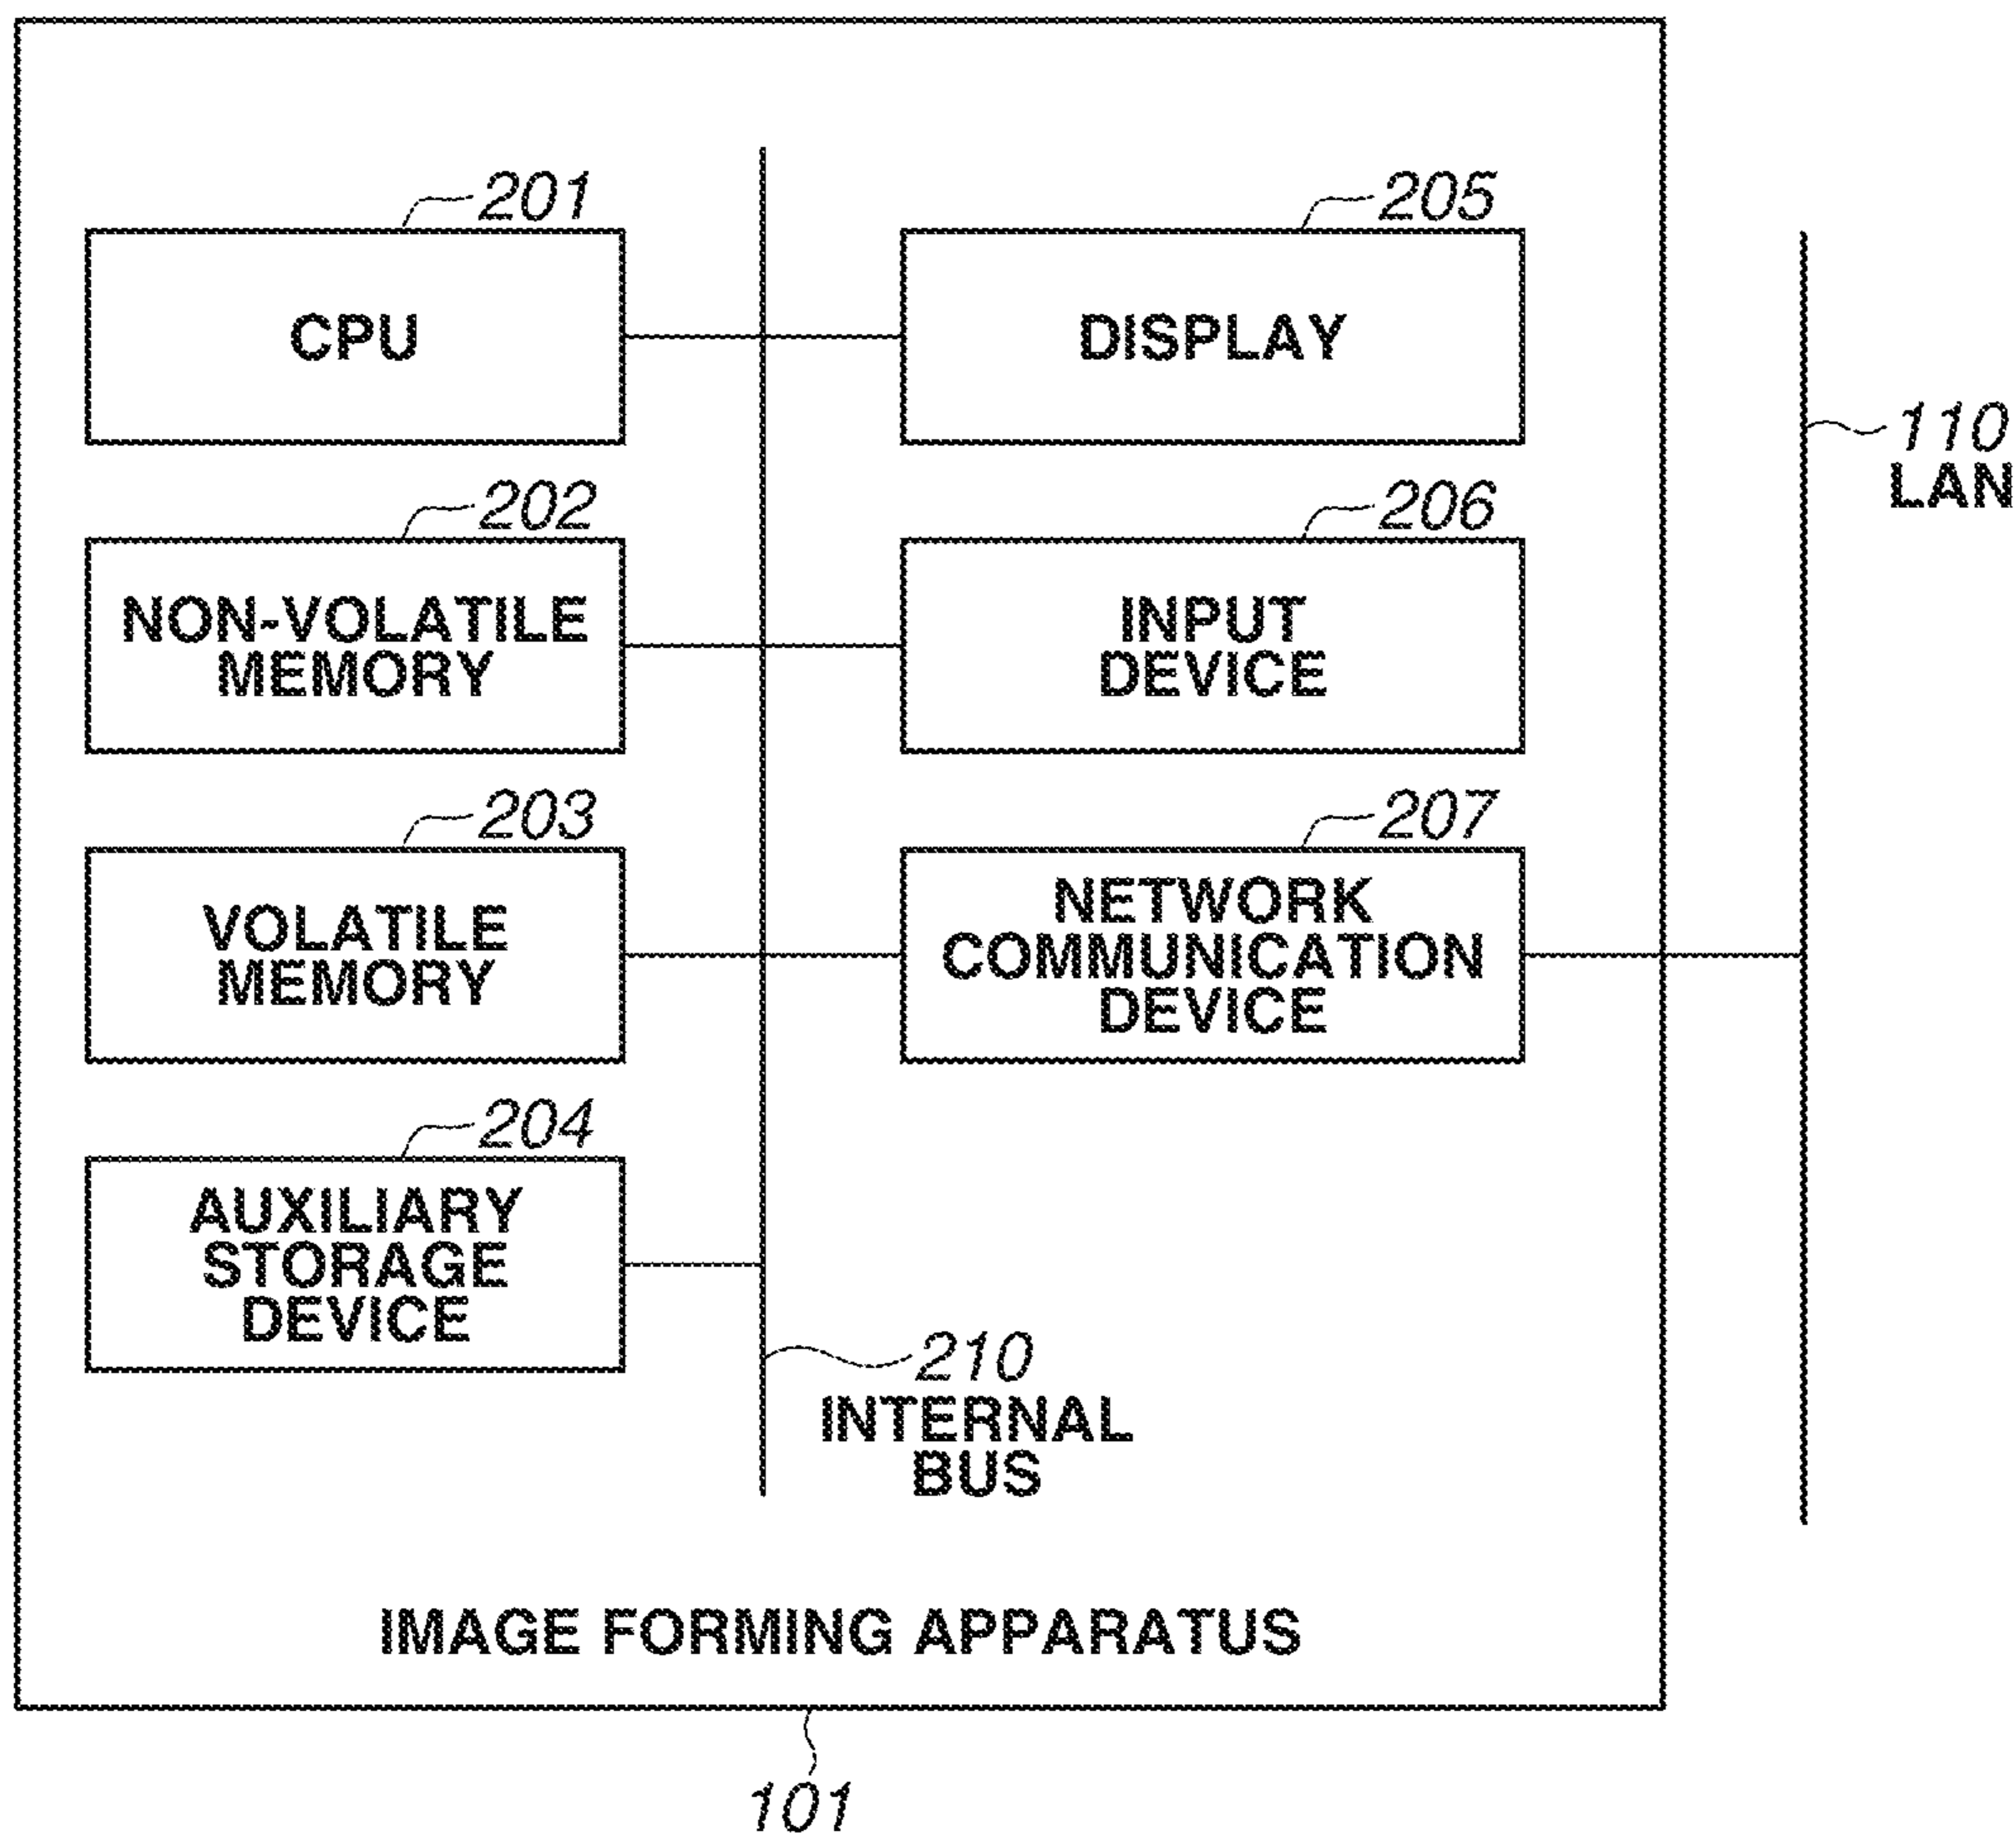 201
CPU
205
DISPLAY
110
LAN
202
NON-VOLATILE
MEMORY
206
INPUT
DEVICE
203
VOLATILE
MEMORY
207
NETWORK
COMMUNICATION
DEVICE
204
AUXILIARY
STORAGE
DEVICE
210
INTERNAL
BUS
IMAGE FORMING APPARATUS
101